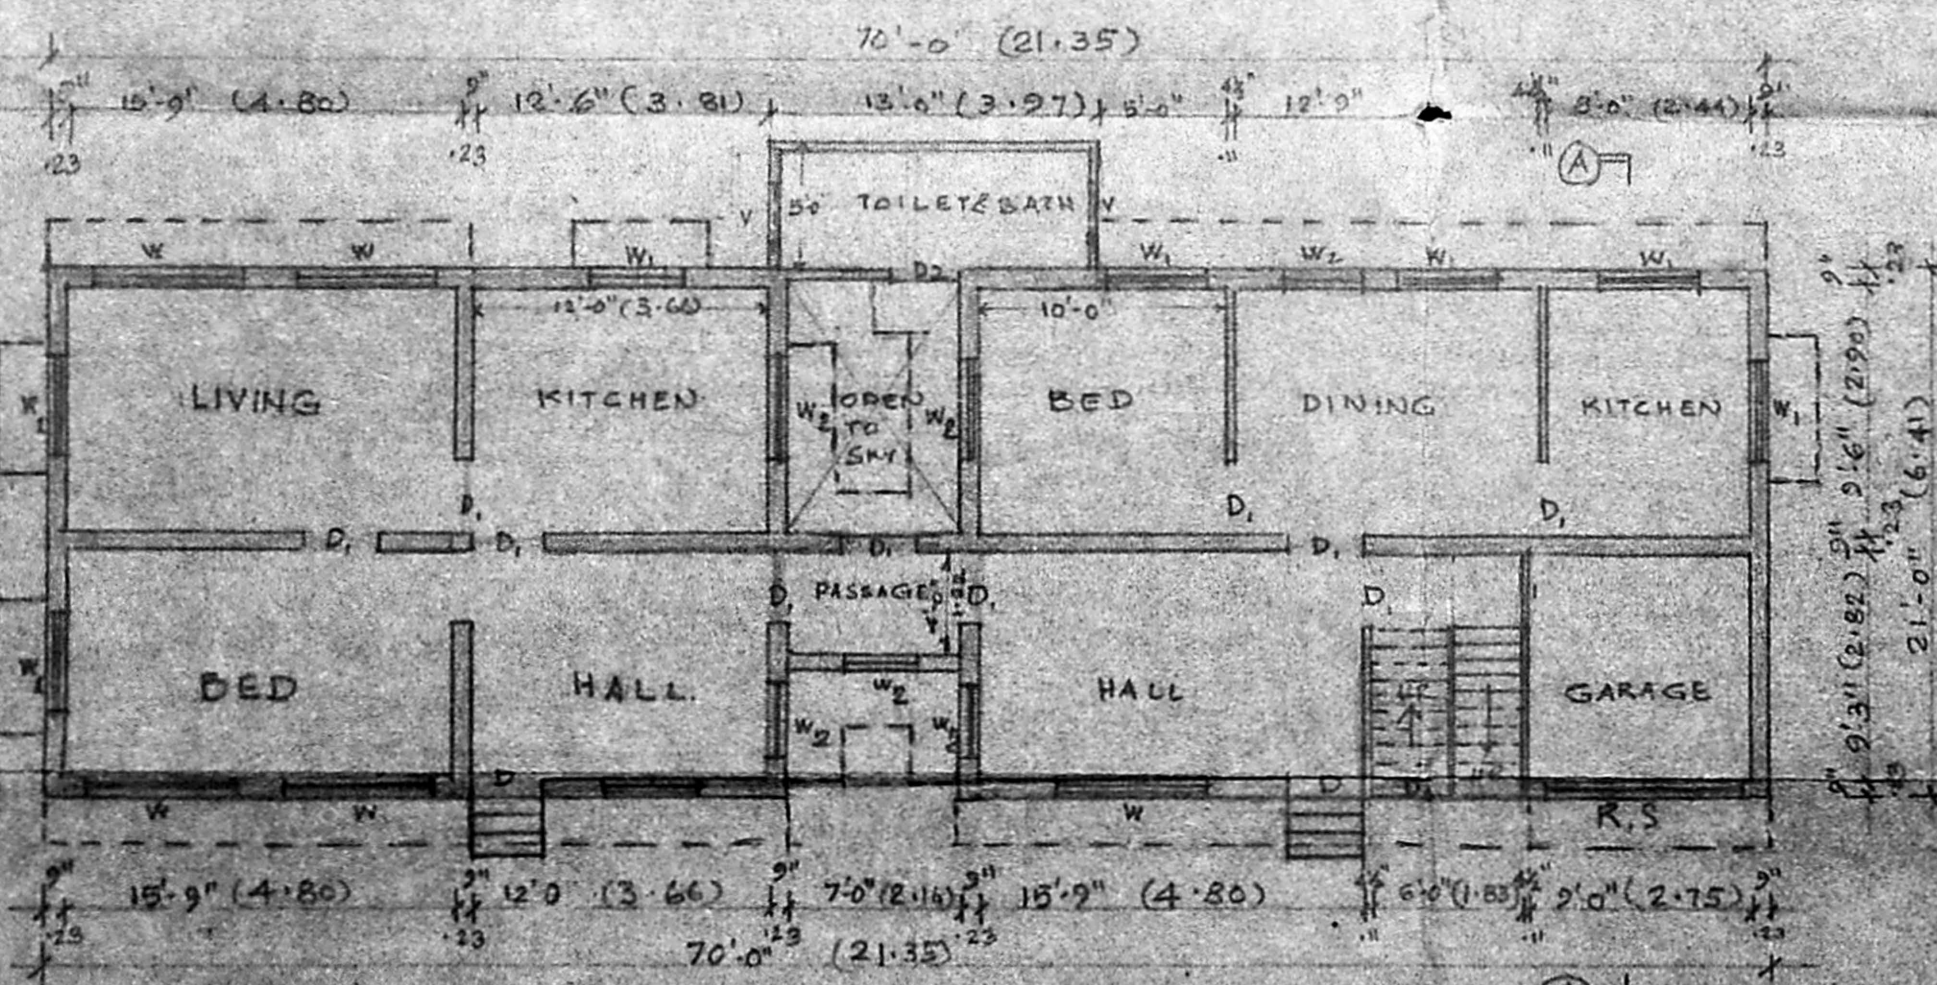 70'-0" (21.35)
9" 15'-9" (4.80) 9" 12'-6" (3.81) 13'-0" (3.97) 5'-0" 4½" 12'9" 4½" 8'-0" (2.44) 9"
.23 .23 .11 .11 .23
A
V 5'0" TOILET & BATH V
W W W1 D2 W1 W2 W1 W1
12'-0" (3.66) 10'-0"
LIVING KITCHEN W2 OPEN TO SKY W2 BED DINING KITCHEN W1
D1 D1 D1
D1 D1 D1 D1
D1 PASSAGE D1 D1
BED HALL W2 HALL UP GARAGE
W2 W2
D D
W W W R.S
9" 9'3" (2.82) 9" 9'6" (2.90) 9"
.23 .23 .23
21'-0" (6.41)
9" 15'-9" (4.80) 9" 12'0 (3.66) 9" 7'-0" (2.14) 9" 15'-9" (4.80) 4½" 6'-0" (1.83) 4½" 9'-0" (2.75) 9"
.23 .23 .23 .23 .11 .11 .23
70'-0" (21.35)